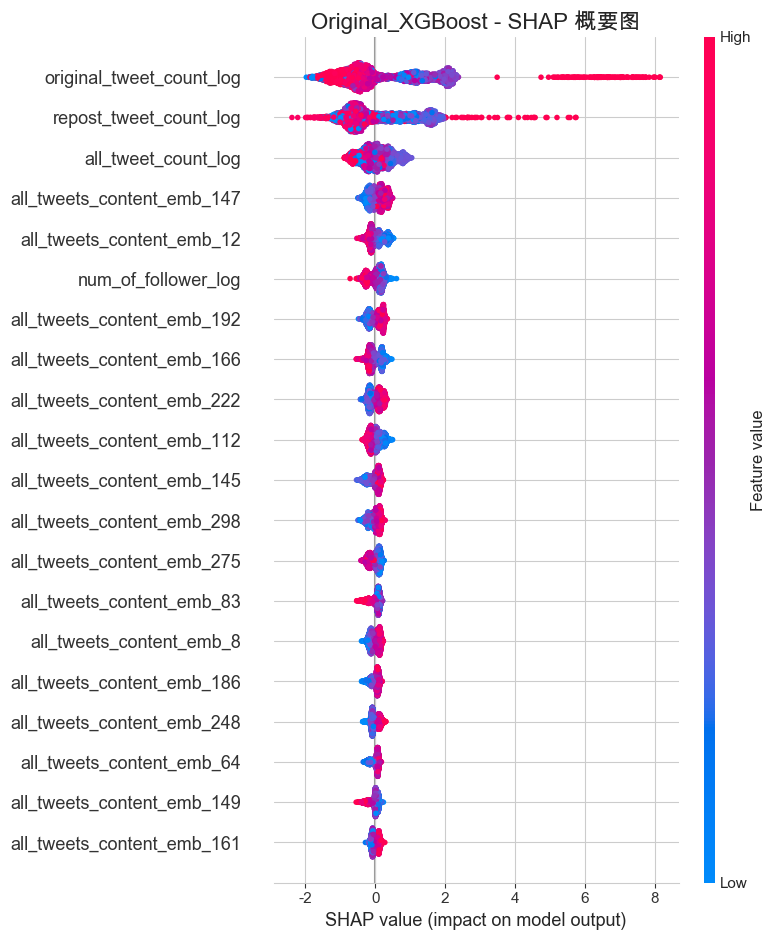 Original_XGBoost - SHAP 概要图
High
original_tweet_count_log
repost_tweet_count_log
all_tweet_count_log
all_tweets_content_emb_147
all_tweets_content_emb_12
num_of_follower_log
all_tweets_content_emb_192
all_tweets_content_emb_166
all_tweets_content_emb_222
all_tweets_content_emb_112
all_tweets_content_emb_145
all_tweets_content_emb_298
all_tweets_content_emb_275
all_tweets_content_emb_83
all_tweets_content_emb_8
all_tweets_content_emb_186
all_tweets_content_emb_248
all_tweets_content_emb_64
all_tweets_content_emb_149
all_tweets_content_emb_161
Feature value
Low
-2 0 2 4 6 8
SHAP value (impact on model output)